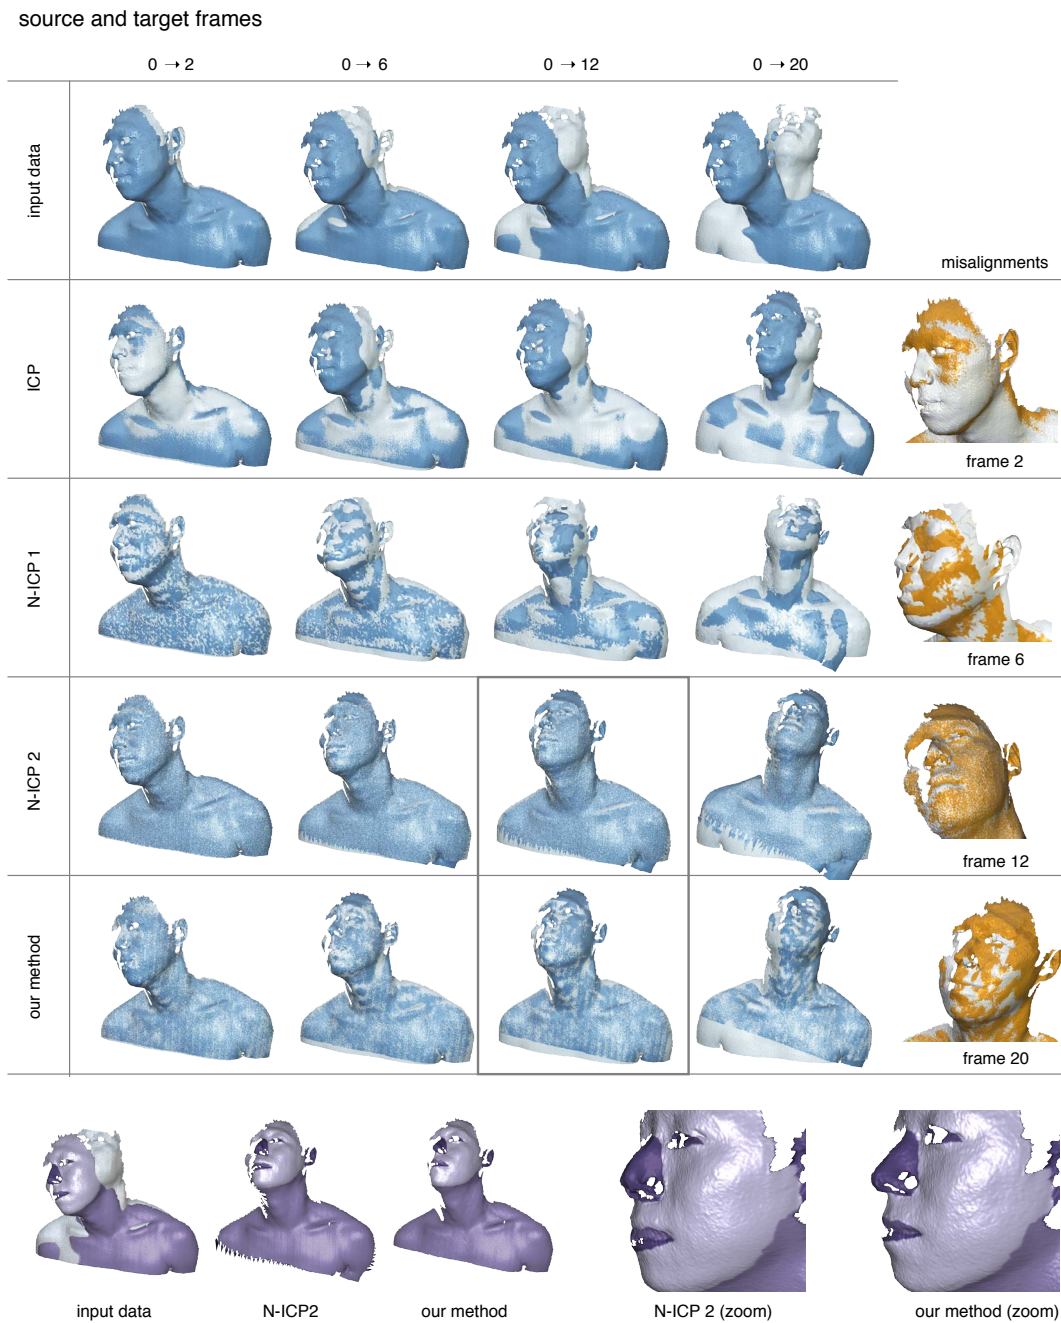 source and target frames
0 → 2
0 → 6
0 → 12
0 → 20
input data
misalignments
ICP
frame 2
N-ICP 1
frame 6
N-ICP 2
frame 12
our method
frame 20
input data
N-ICP2
our method
N-ICP 2 (zoom)
our method (zoom)